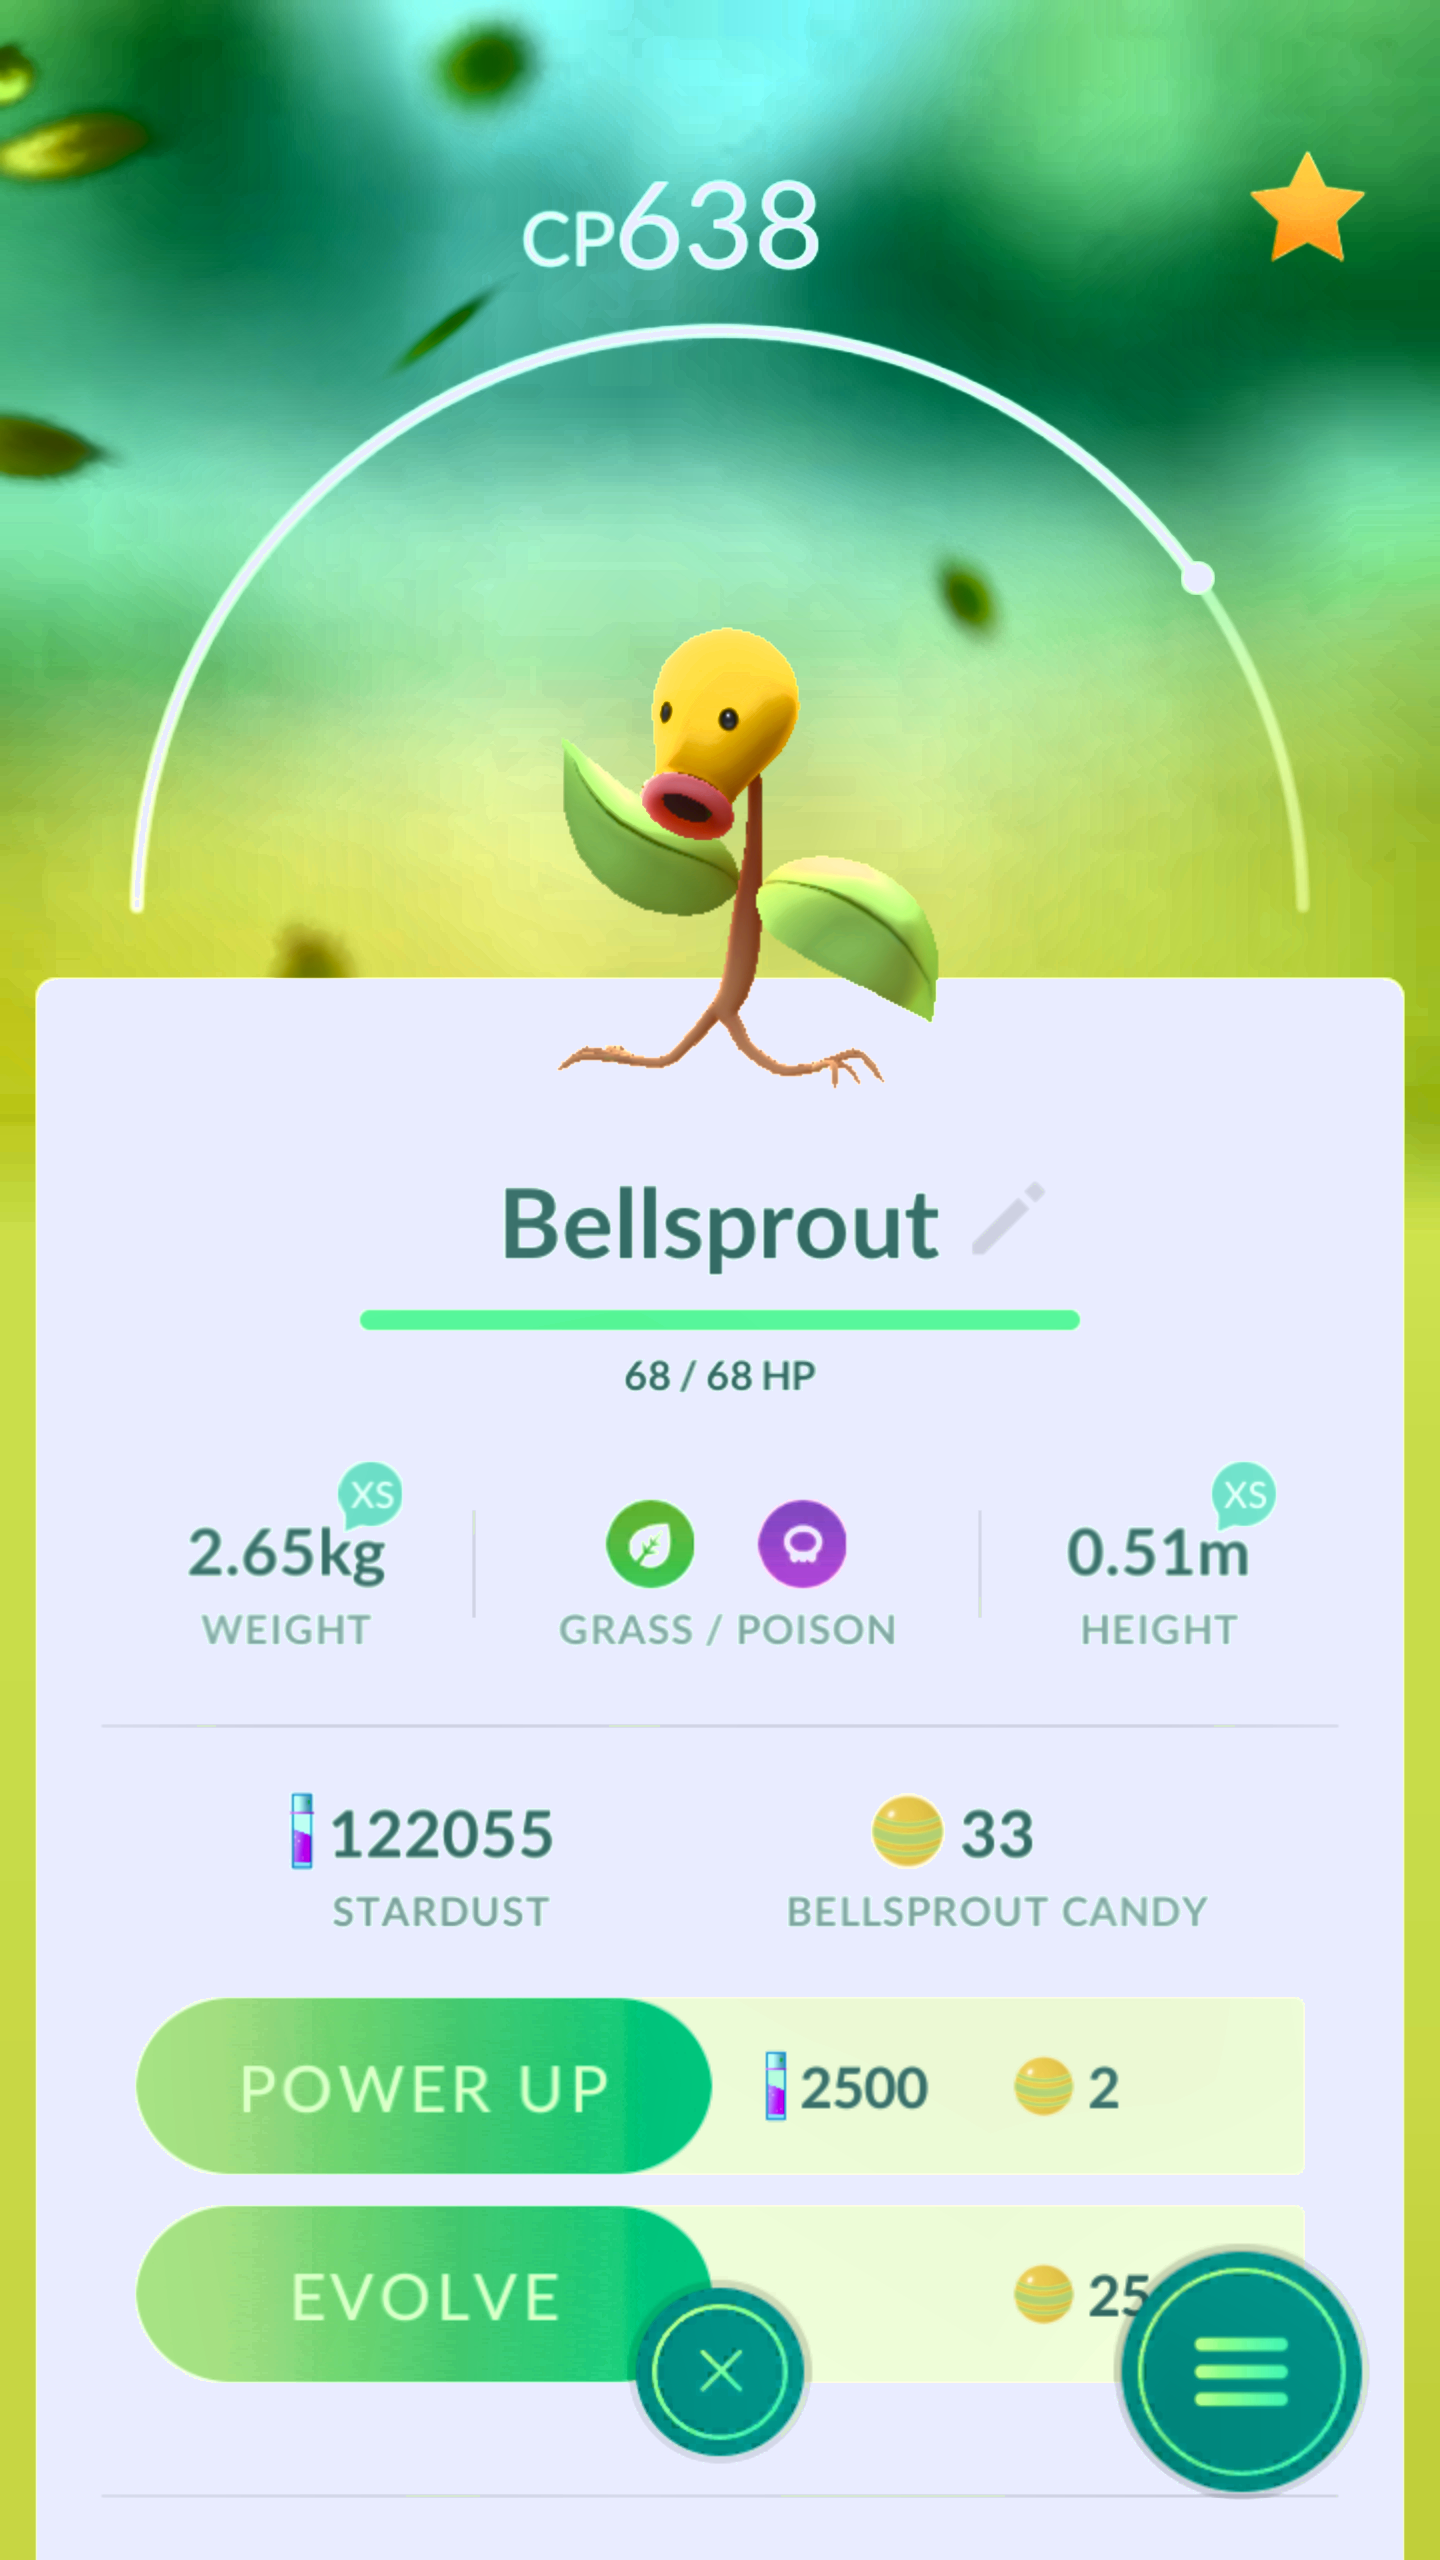 CP638
Bellsprout
68 / 68 HP
XS XS
2.65kg 0.51m
WEIGHT GRASS / POISON HEIGHT
122055 33
STARDUST BELLSPROUT CANDY
POWER UP 2500 2
EVOLVE 25